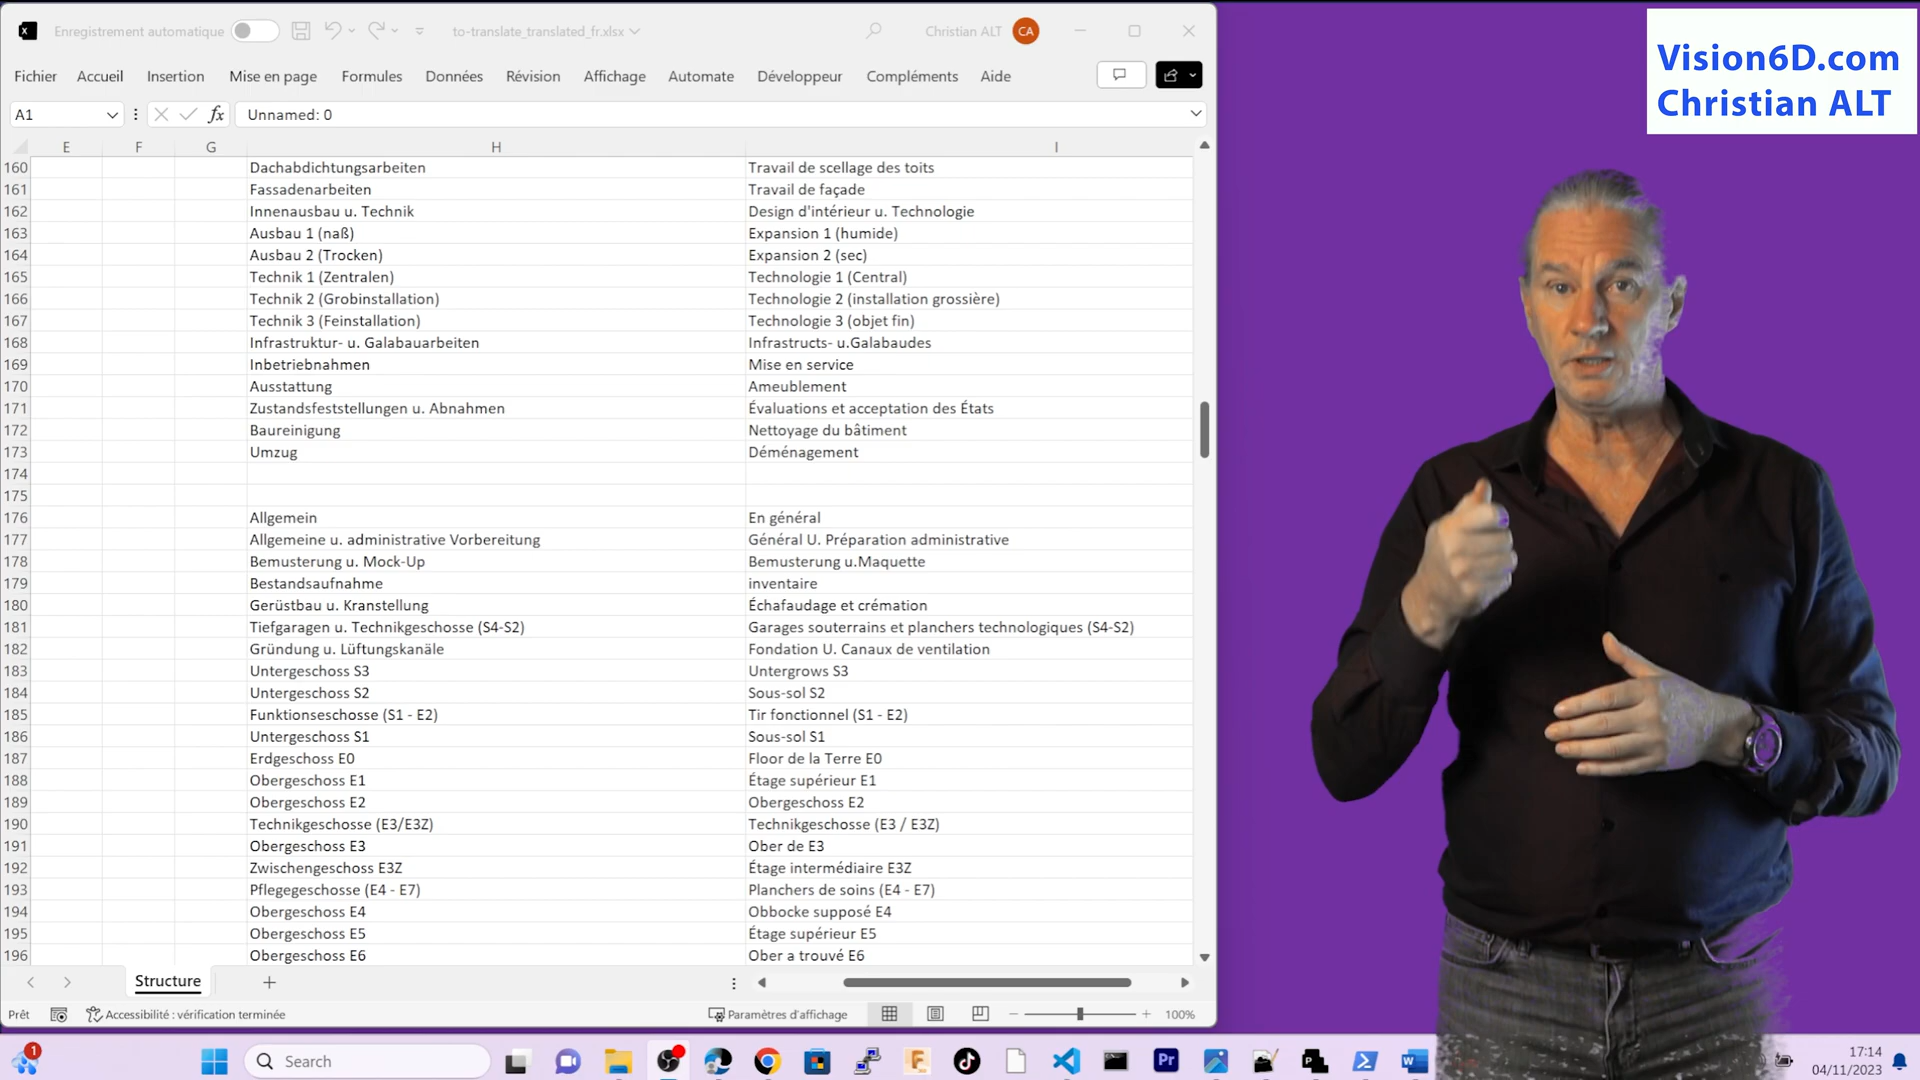 Enregistrement automatique
to-translate_translated_fr.xlsx
Christian ALT
CA
Vision6D.com
Christian ALT
Fichier Accueil Insertion Mise en page Formules Données Révision Affichage Automate Développeur Compléments Aide
A1
fx
Unnamed: 0
E F G H I
160 Dachabdichtungsarbeiten Travail de scellage des toits
161 Fassadenarbeiten Travail de façade
162 Innenausbau u. Technik Design d'intérieur u. Technologie
163 Ausbau 1 (naß) Expansion 1 (humide)
164 Ausbau 2 (Trocken) Expansion 2 (sec)
165 Technik 1 (Zentralen) Technologie 1 (Central)
166 Technik 2 (Grobinstallation) Technologie 2 (installation grossière)
167 Technik 3 (Feinstallation) Technologie 3 (objet fin)
168 Infrastruktur- u. Galabauarbeiten Infrastructs- u.Galabaudes
169 Inbetriebnahmen Mise en service
170 Ausstattung Ameublement
171 Zustandsfeststellungen u. Abnahmen Évaluations et acceptation des États
172 Baureinigung Nettoyage du bâtiment
173 Umzug Déménagement
174
175
176 Allgemein En général
177 Allgemeine u. administrative Vorbereitung Général U. Préparation administrative
178 Bemusterung u. Mock-Up Bemusterung u.Maquette
179 Bestandsaufnahme inventaire
180 Gerüstbau u. Kranstellung Échafaudage et crémation
181 Tiefgaragen u. Technikgeschosse (S4-S2) Garages souterrains et planchers technologiques (S4-S2)
182 Gründung u. Lüftungskanäle Fondation U. Canaux de ventilation
183 Untergeschoss S3 Untergrows S3
184 Untergeschoss S2 Sous-sol S2
185 Funktionseschosse (S1 - E2) Tir fonctionnel (S1 - E2)
186 Untergeschoss S1 Sous-sol S1
187 Erdgeschoss E0 Floor de la Terre E0
188 Obergeschoss E1 Étage supérieur E1
189 Obergeschoss E2 Obergeschoss E2
190 Technikgeschosse (E3/E3Z) Technikgeschosse (E3 / E3Z)
191 Obergeschoss E3 Ober de E3
192 Zwischengeschoss E3Z Étage intermédiaire E3Z
193 Pflegegeschosse (E4 - E7) Planchers de soins (E4 - E7)
194 Obergeschoss E4 Obbocke supposé E4
195 Obergeschoss E5 Étage supérieur E5
196 Obergeschoss E6 Ober a trouvé E6
Structure
Prêt
Accessibilité : vérification terminée
Paramètres d'affichage
100%
1
Search
Pr
17:14
04/11/2023